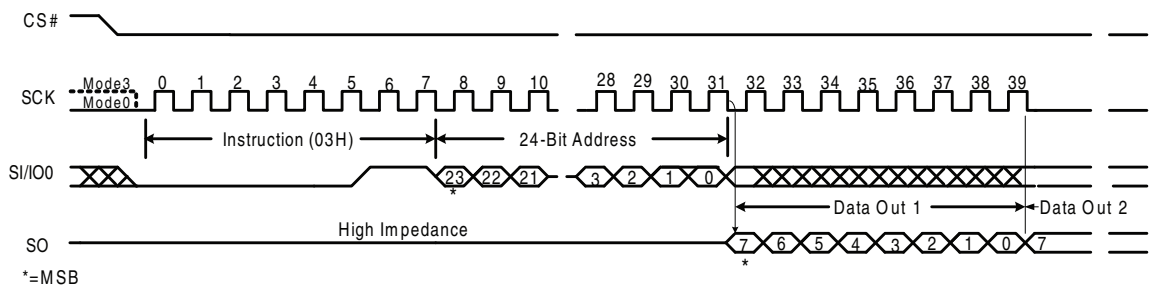 CS#
SCK
Mode3
Mode0
0 1 2 3 4 5 6 7 8 9 10 28 29 30 31 32 33 34 35 36 37 38 39
Instruction (03H)
24-Bit Address
SI/IO0
23 22 21 3 2 1 0
*
Data Out 1
Data Out 2
High Impedance
SO
7 6 5 4 3 2 1 0 7
*
*=MSB